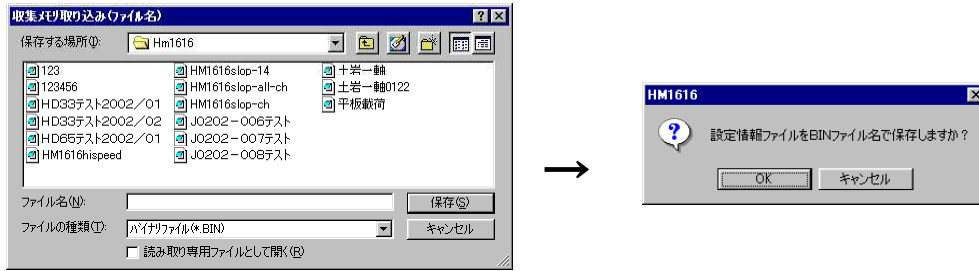 収集メモリ取り込み(ファイル名)
保存する場所(I):
Hm1616
123
123456
HD33テスト2002/01
HD33テスト2002/02
HD65テスト2002/01
HM1616hispeed
HM1616slop-14
HM1616slop-all-ch
HM1616slop-ch
J0202-006テスト
J0202-007テスト
J0202-008テスト
十岩一軸
土岩一軸0122
平板載荷
ファイル名(N):
保存(S)
ファイルの種類(T):
バイナリファイル(*.BIN)
キャンセル
読み取り専用ファイルとして開く(R)
→
HM1616
設定情報ファイルをBINファイル名で保存しますか?
OK
キャンセル